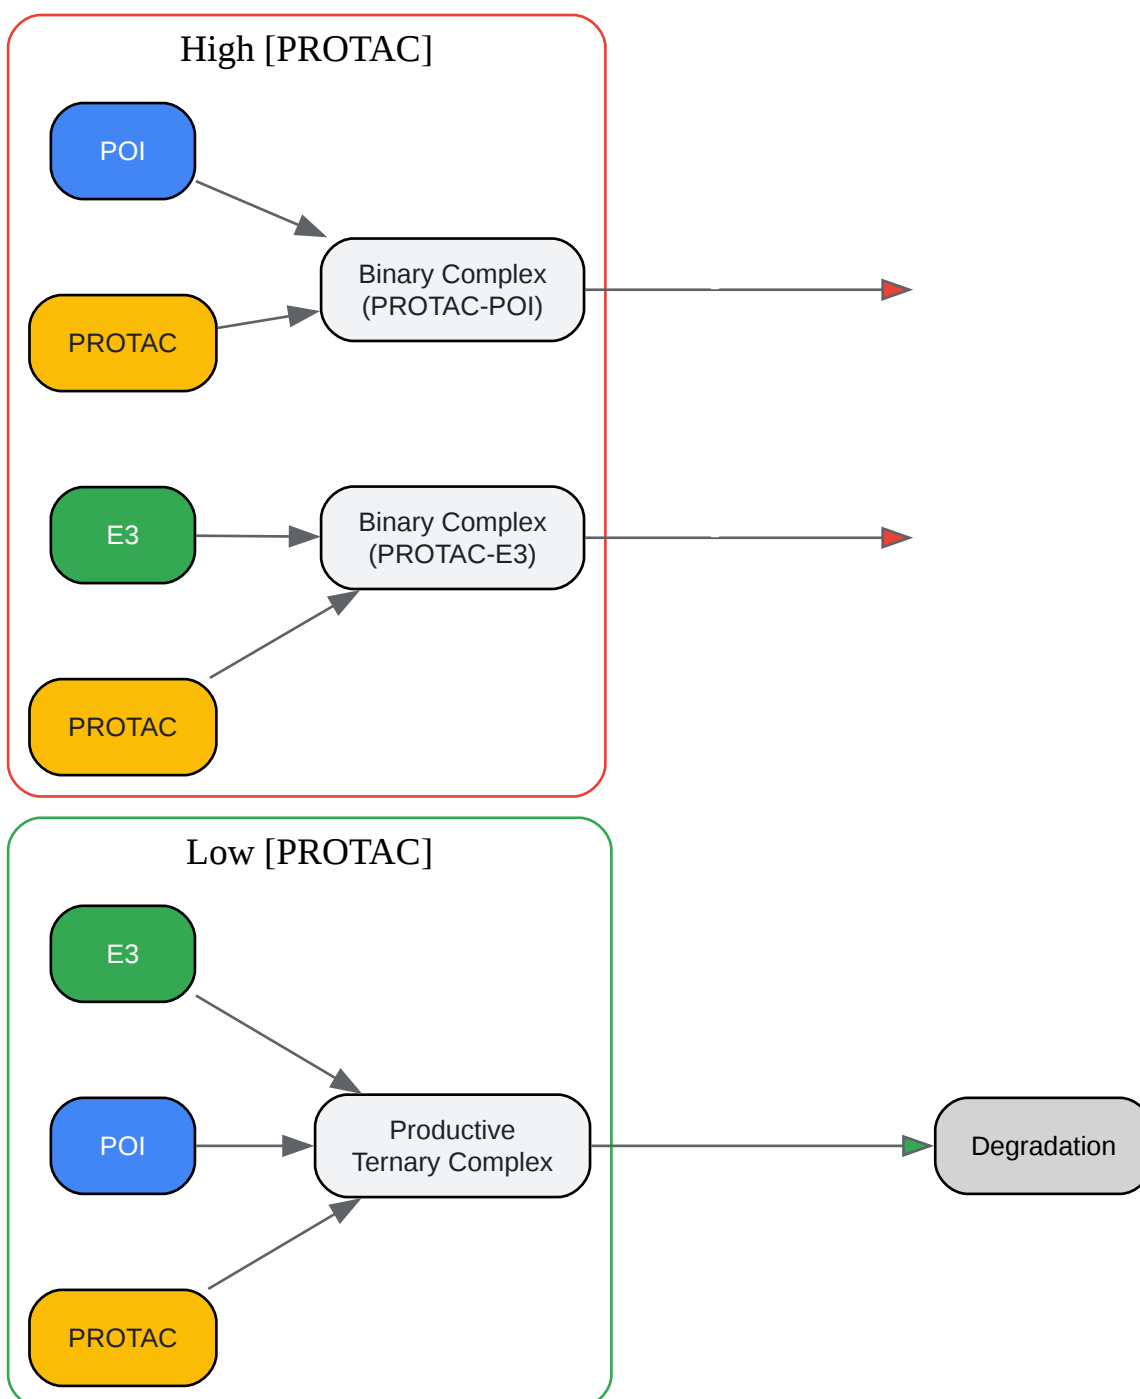 High [PROTAC]
POI
Binary Complex
(PROTAC-POI)
PROTAC
E3
Binary Complex
(PROTAC-E3)
PROTAC
Low [PROTAC]
E3
POI
Productive
Ternary Complex
Degradation
PROTAC